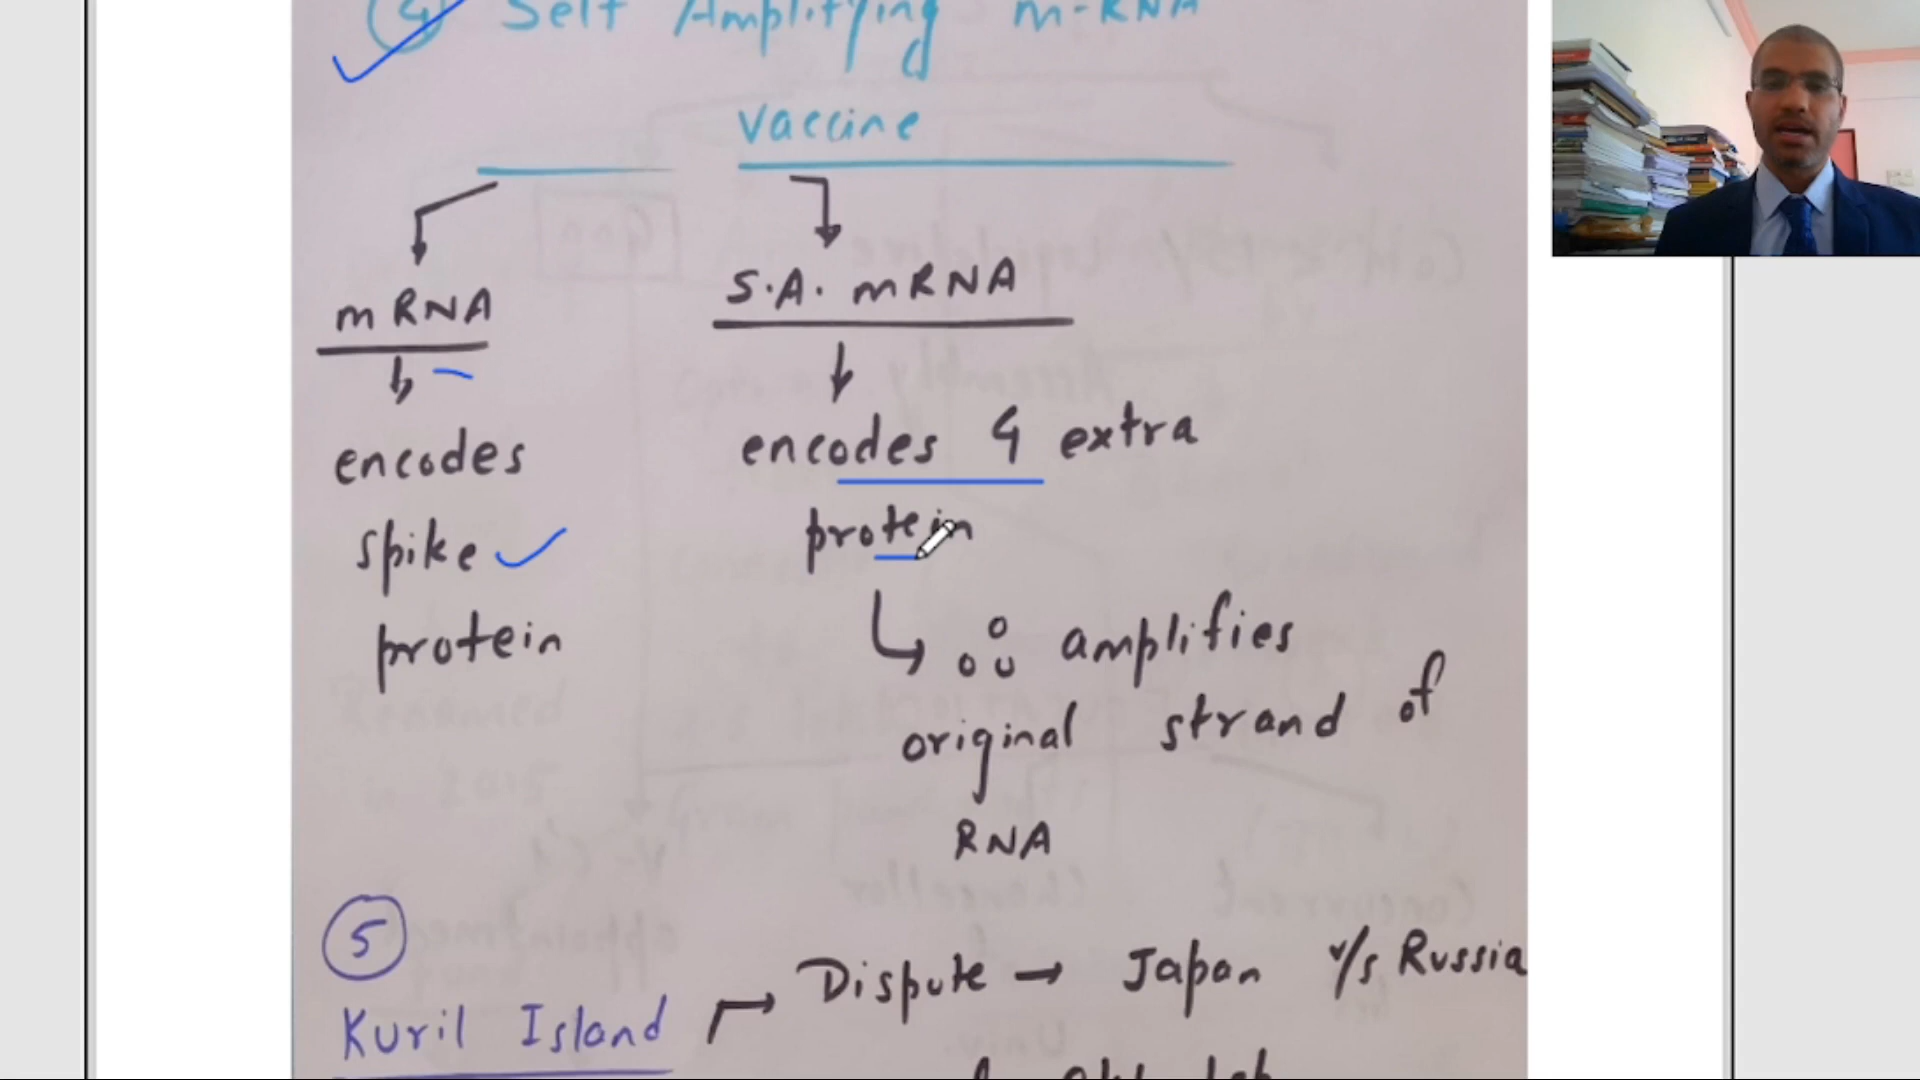 4 Self Amplifying m-RNA
vaccine
mRNA
encodes
spike
protein
S.A. mRNA
encodes 4 extra
protein
∴ amplifies
original strand of
RNA
5
Kuril Island
Dispute → Japan v/s Russia